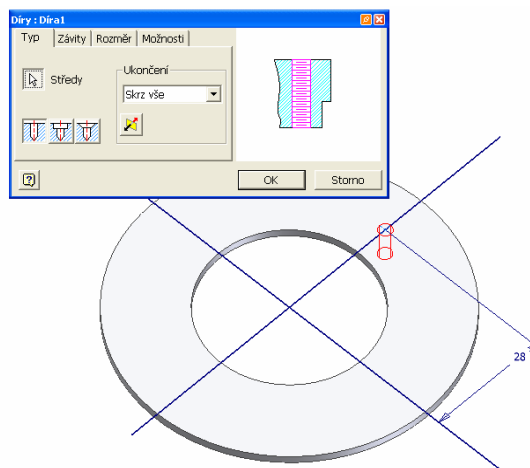 Díry : Díra1
Typ
Závity
Rozměr
Možnosti
Středy
Ukončení
Skrz vše
OK
Storno
28